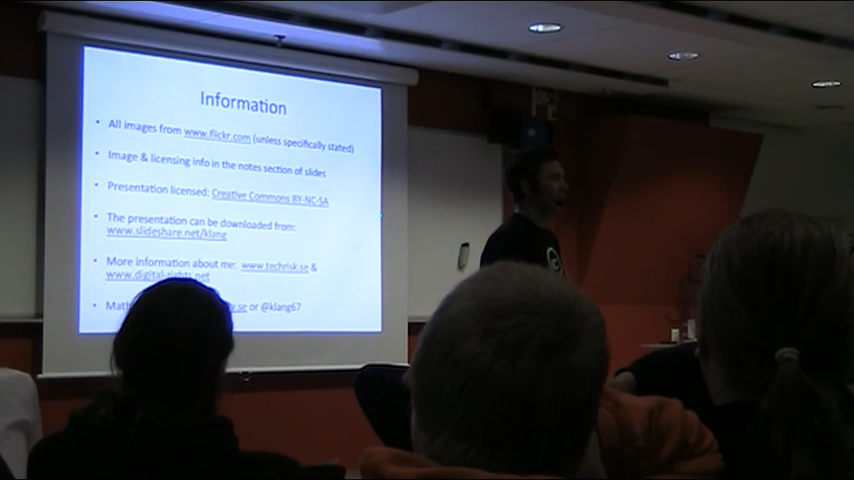 Information
• All images from www.flickr.com (unless specifically stated)
• Image & licensing info in the notes section of slides
• Presentation licensed: Creative Commons BY-NC-SA
• The presentation can be downloaded from:
www.slideshare.net/klang
• More information about me: www.techrisk.se &
www.digital-rights.net
• Math .se or @klang67